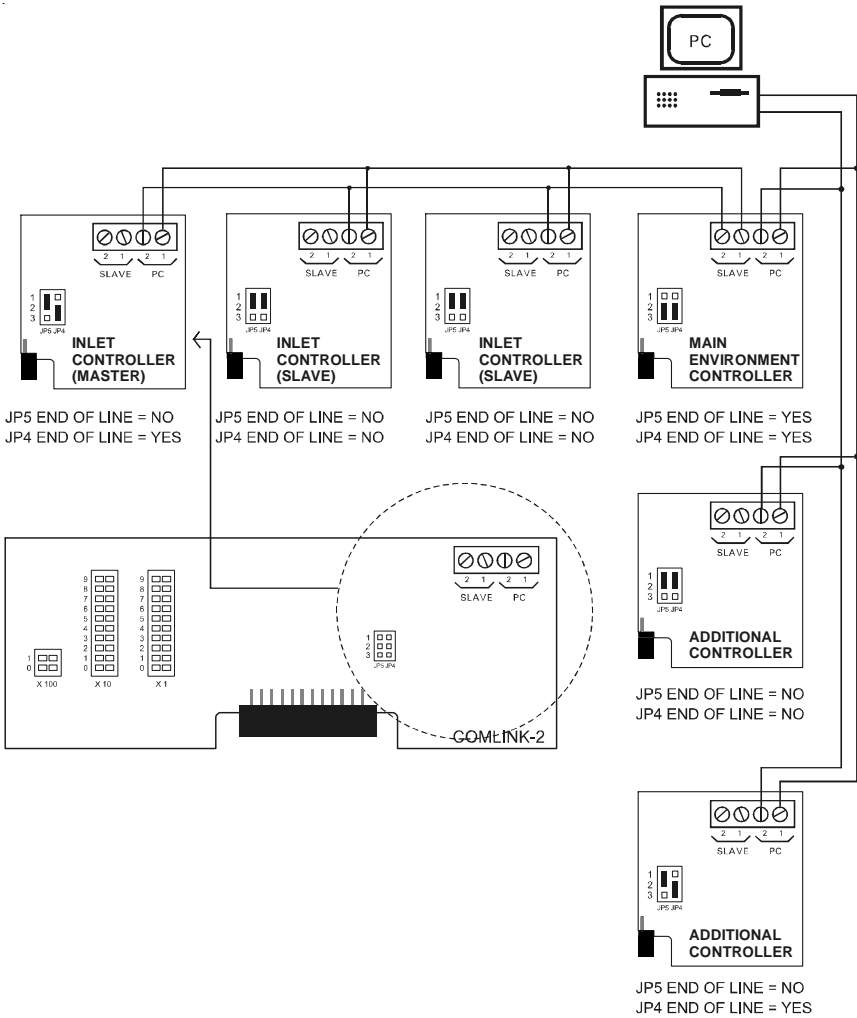 PC
2 1 2 1
SLAVE PC
1
2
3
JP5 JP4
INLET
CONTROLLER
(MASTER)
JP5 END OF LINE = NO
JP4 END OF LINE = YES
2 1 2 1
SLAVE PC
1
2
3
JP5 JP4
INLET
CONTROLLER
(SLAVE)
JP5 END OF LINE = NO
JP4 END OF LINE = NO
2 1 2 1
SLAVE PC
1
2
3
JP5 JP4
INLET
CONTROLLER
(SLAVE)
JP5 END OF LINE = NO
JP4 END OF LINE = NO
2 1 2 1
SLAVE PC
1
2
3
JP5 JP4
MAIN
ENVIRONMENT
CONTROLLER
JP5 END OF LINE = YES
JP4 END OF LINE = YES
2 1 2 1
SLAVE PC
1
2
3
JP5 JP4
ADDITIONAL
CONTROLLER
JP5 END OF LINE = NO
JP4 END OF LINE = NO
1
0
X 100
9
8
7
6
5
4
3
2
1
0
X 10
9
8
7
6
5
4
3
2
1
0
X 1
2 1 2 1
SLAVE PC
1
2
3
JP5 JP4
COMLINK-2
2 1 2 1
SLAVE PC
1
2
3
JP5 JP4
ADDITIONAL
CONTROLLER
JP5 END OF LINE = NO
JP4 END OF LINE = YES